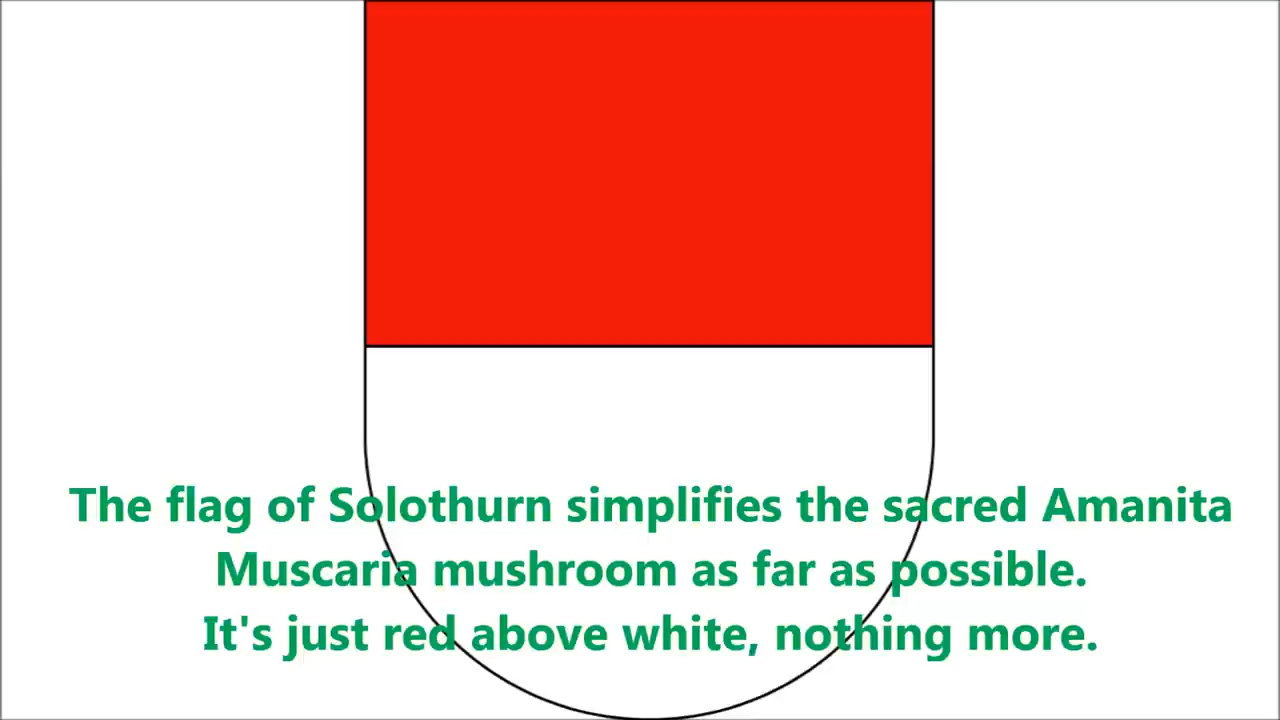 The flag of Solothurn simplifies the sacred Amanita
Muscaria mushroom as far as possible.
It's just red above white, nothing more.